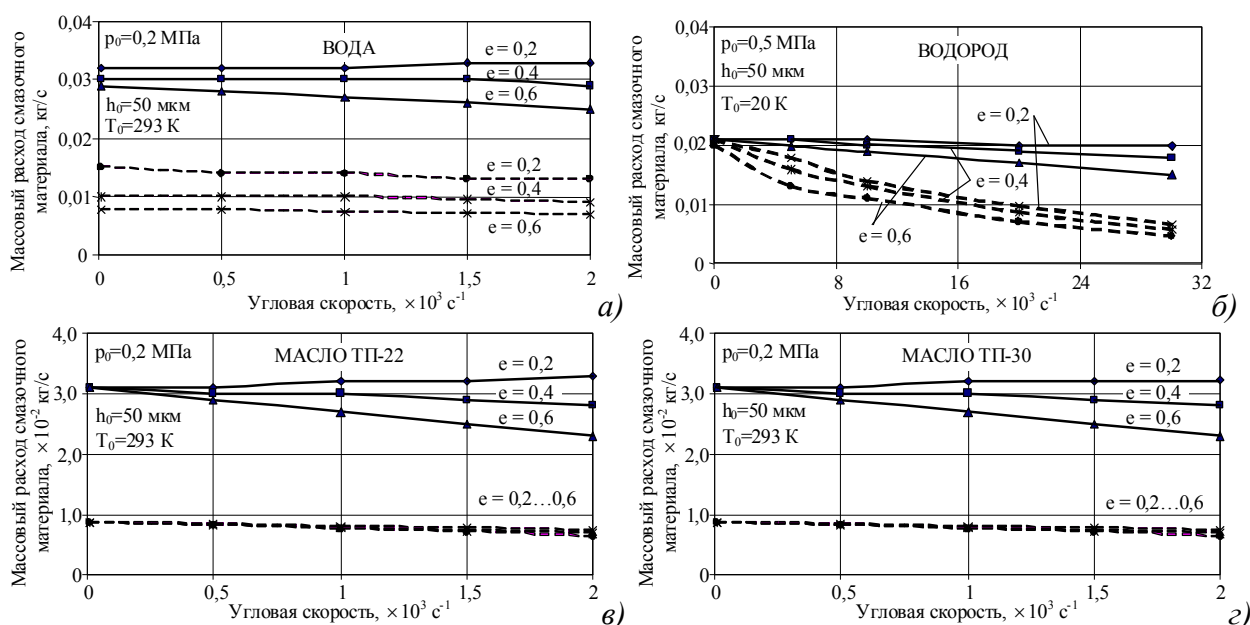 Массовый расход смазочного
материала, кг/с
0,04
0,03
0,02
0,01
0
p₀=0,2 МПа
ВОДА
h₀=50 мкм
T₀=293 К
e = 0,2
e = 0,4
e = 0,6
e = 0,2
e = 0,4
e = 0,6
0 0,5 1 1,5 2
Угловая скорость, ×10³ с⁻¹
а)
Массовый расход смазочного
материала, кг/с
0,04
0,03
0,02
0,01
0
p₀=0,5 МПа
ВОДОРОД
h₀=50 мкм
T₀=20 К
e = 0,2
e = 0,4
e = 0,6
0 8 16 24 32
Угловая скорость, ×10³ с⁻¹
б)
Массовый расход смазочного
материала, ×10⁻² кг/с
4,0
3,0
2,0
1,0
0
p₀=0,2 МПа
МАСЛО ТП-22
h₀=50 мкм
T₀=293 К
e = 0,2
e = 0,4
e = 0,6
e = 0,2...0,6
0 0,5 1 1,5 2
Угловая скорость, ×10³ с⁻¹
в)
Массовый расход смазочного
материала, ×10⁻² кг/с
4,0
3,0
2,0
1,0
0
p₀=0,2 МПа
МАСЛО ТП-30
h₀=50 мкм
T₀=293 К
e = 0,2
e = 0,4
e = 0,6
e = 0,2...0,6
0 0,5 1 1,5 2
Угловая скорость, ×10³ с⁻¹
г)